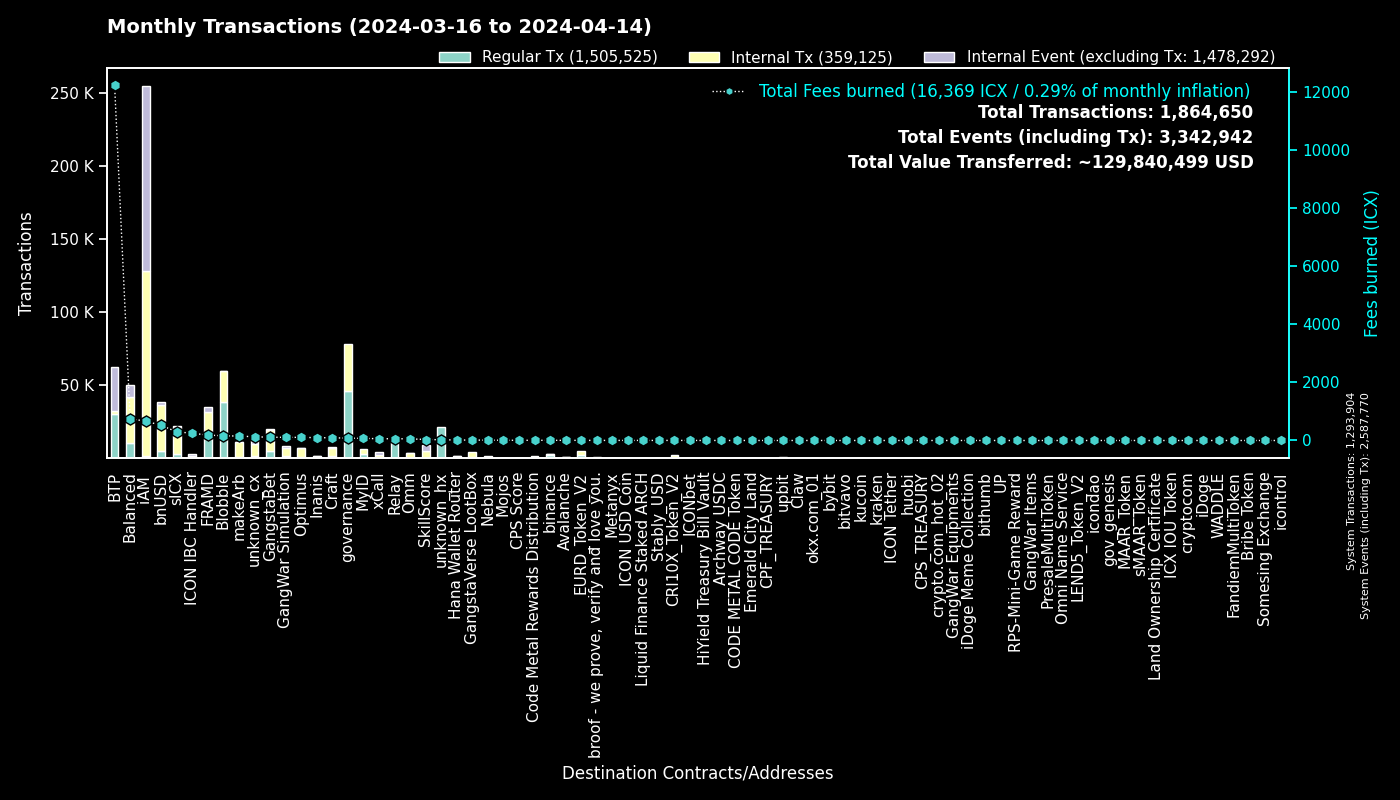 Monthly Transactions (2024-03-16 to 2024-04-14)
Regular Tx (1,505,525)
Internal Tx (359,125)
Internal Event (excluding Tx: 1,478,292)
Total Fees burned (16,369 ICX / 0.29% of monthly inflation)
Total Transactions: 1,864,650
Total Events (including Tx): 3,342,942
Total Value Transferred: ~129,840,499 USD
Transactions
250 K
200 K
150 K
100 K
50 K
12000
10000
8000
6000
4000
2000
0
Fees burned (ICX)
System Transactions: 1,293,904
System Events (including Tx): 2,587,770
BTP
Balanced
iAM
bnUSD
sICX
ICON IBC Handler
FRAMD
Blobble
makeArb
unknown_cx
GangstaBet
GangWar Simulation
Optimus
Inanis
Craft
governance
MyID
xCall
Relay
Omm
SkillScore
unknown_hx
Hana Wallet Router
GangstaVerse LootBox
Nebula
Mojos
CPS Score
Code Metal Rewards Distribution
binance
Avalanche
EURD_Token_V2
broof - we prove, verify and love you.
Metanyx
ICON_USD_Coin
Liquid Finance Staked ARCH
Stably_USD
CRI10X_Token_V2
ICONbet
HiYield Treasury Bill Vault
Archway USDC
CODE METAL CODE Token
Emerald City Land
CPF_TREASURY
upbit
Claw
okx.com_01
bybit
bitvavo
kucoin
kraken
ICON Tether
huobi
CPS_TREASURY
crypto.com_hot_02
GangWar Equipments
iDoge Meme Collection
bithumb
UP
RPS-Mini-Game Reward
GangWar Items
PresaleMultiToken
Omni Name Service
LEND5_Token_V2
icondao
gov_genesis
MAAR_Token
sMAAR_Token
Land Ownership Certificate
ICX IOU Token
cryptocom
iDoge
WADDLE
FandiemMultiToken
Bribe Token
Somesing Exchange
icontrol
Destination Contracts/Addresses